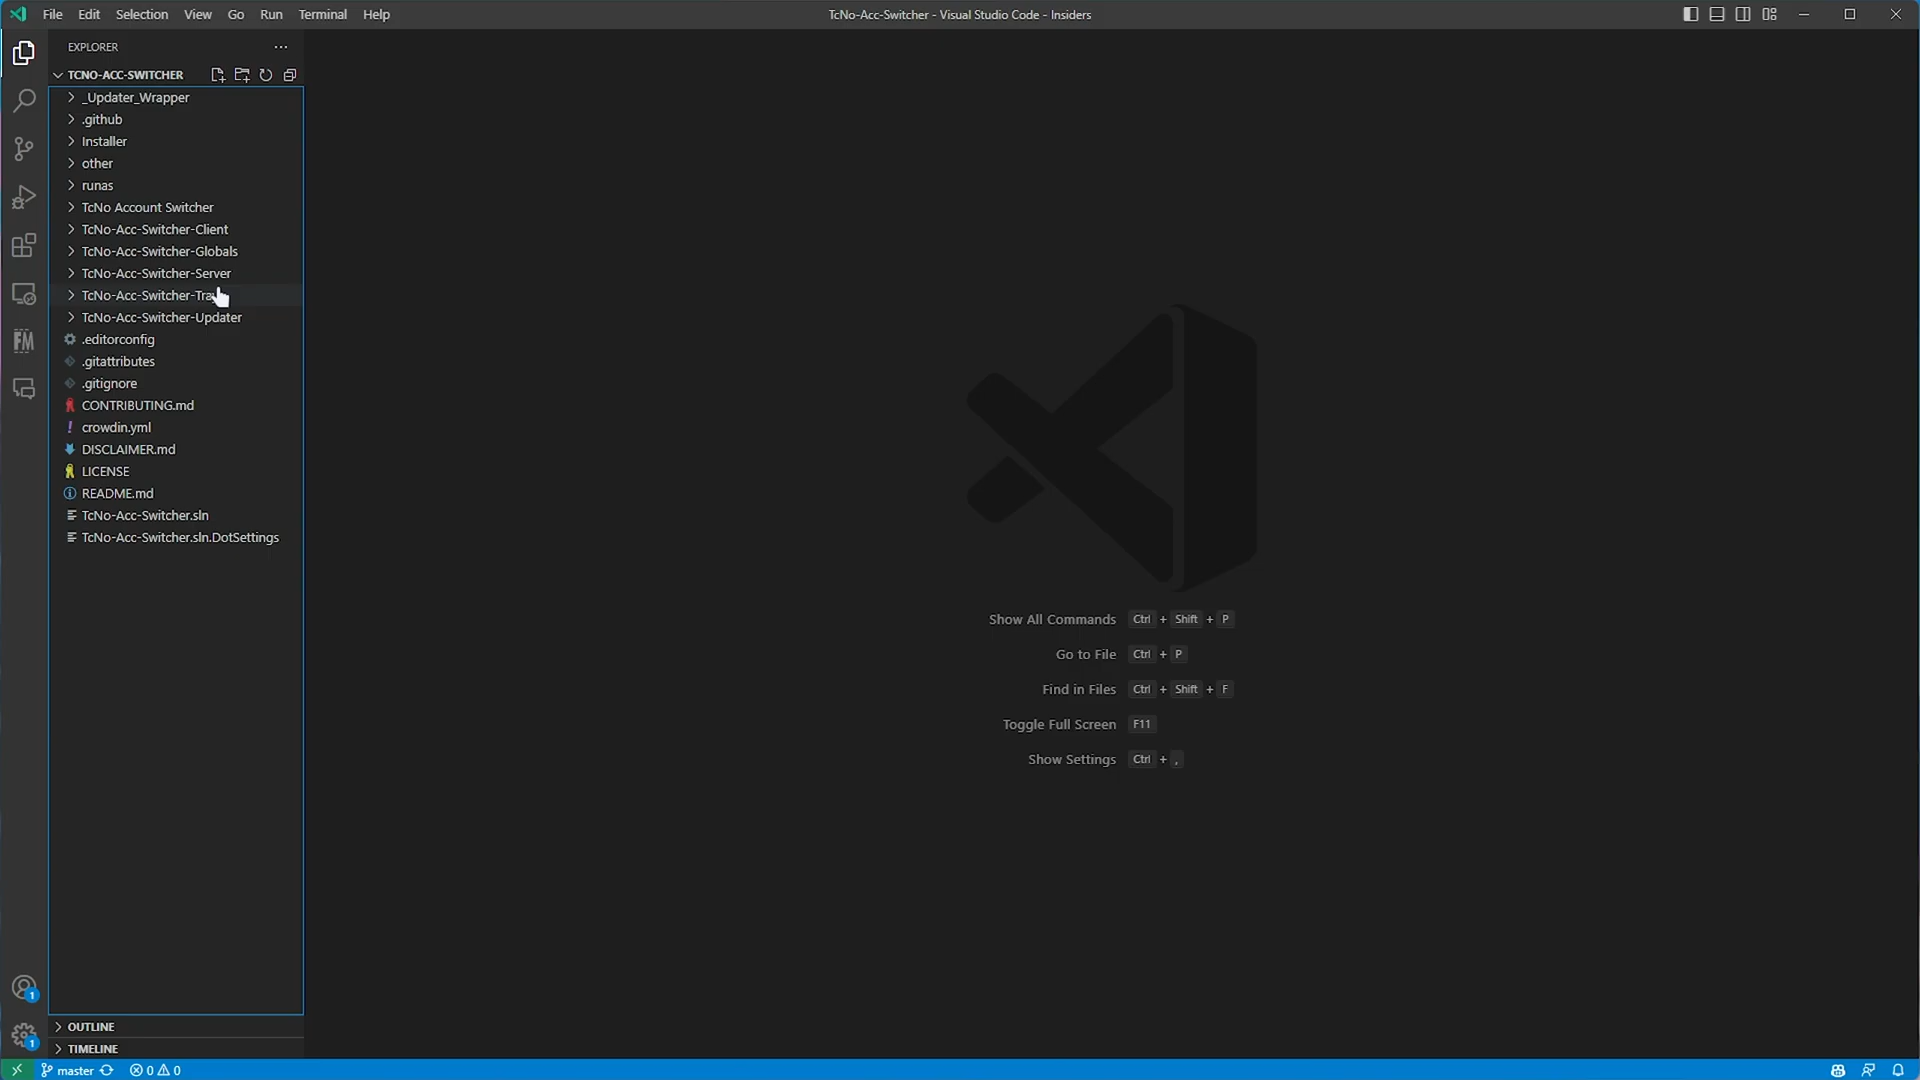 File Edit Selection View Go Run Terminal Help
TcNo-Acc-Switcher - Visual Studio Code - Insiders
EXPLORER
TCNO-ACC-SWITCHER
_Updater_Wrapper
.github
Installer
other
runas
TcNo Account Switcher
TcNo-Acc-Switcher-Client
TcNo-Acc-Switcher-Globals
TcNo-Acc-Switcher-Server
TcNo-Acc-Switcher-Tray
TcNo-Acc-Switcher-Updater
.editorconfig
.gitattributes
.gitignore
CONTRIBUTING.md
! crowdin.yml
DISCLAIMER.md
LICENSE
README.md
TcNo-Acc-Switcher.sln
TcNo-Acc-Switcher.sln.DotSettings
FM
Show All Commands Ctrl + Shift + P
Go to File Ctrl + P
Find in Files Ctrl + Shift + F
Toggle Full Screen F11
Show Settings Ctrl + ,
1
1
OUTLINE
TIMELINE
master 0 0